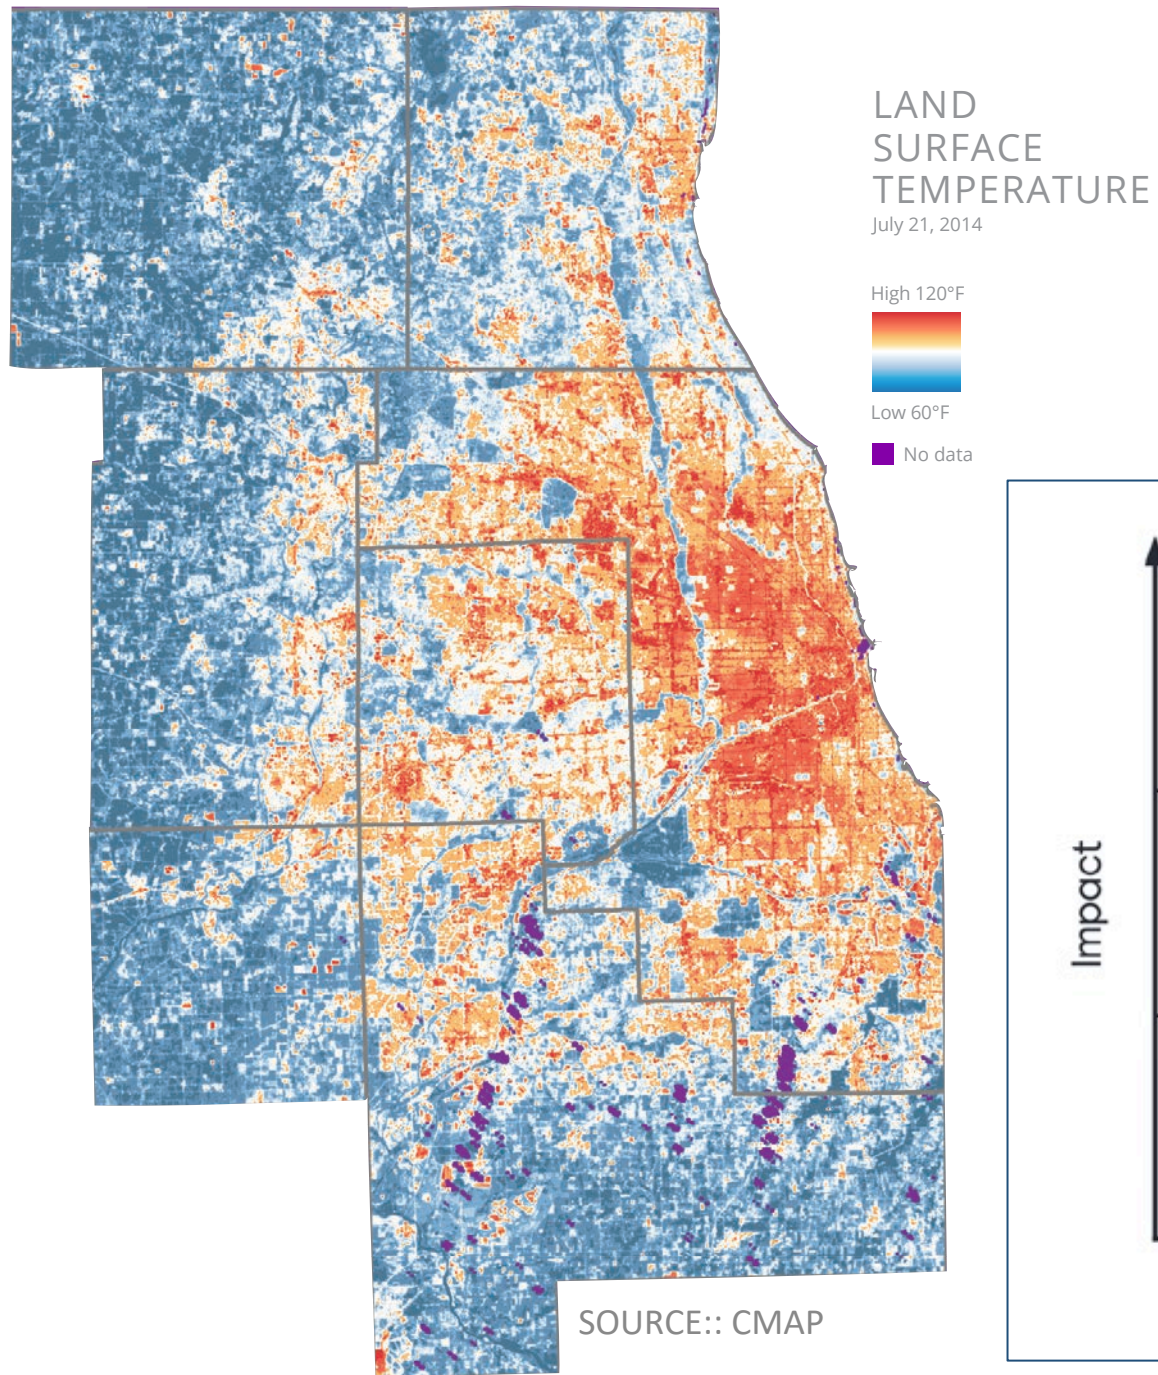 LAND
SURFACE
TEMPERATURE
July 21, 2014
High 120°F
Low 60°F
No data
Impact
SOURCE:: CMAP